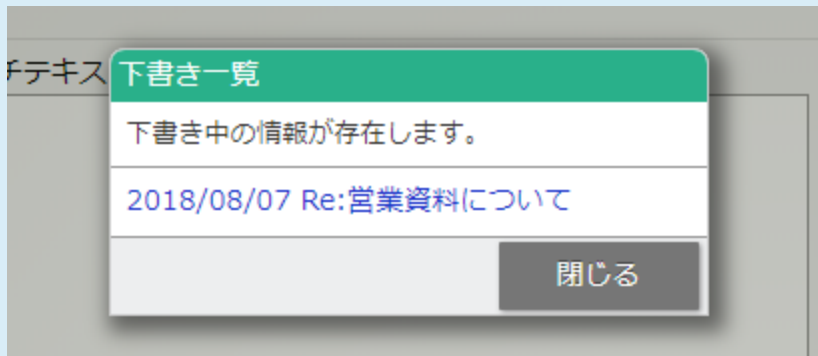 チテキス
下書き一覧
下書き中の情報が存在します。
2018/08/07 Re:営業資料について
閉じる